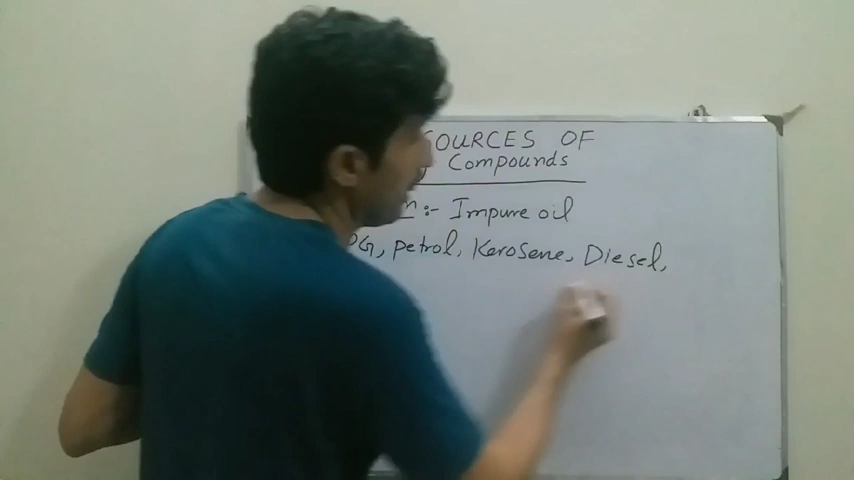 SOURCES OF
Compounds
:- Impure oil
PG, petrol, Kerosene, Diesel,